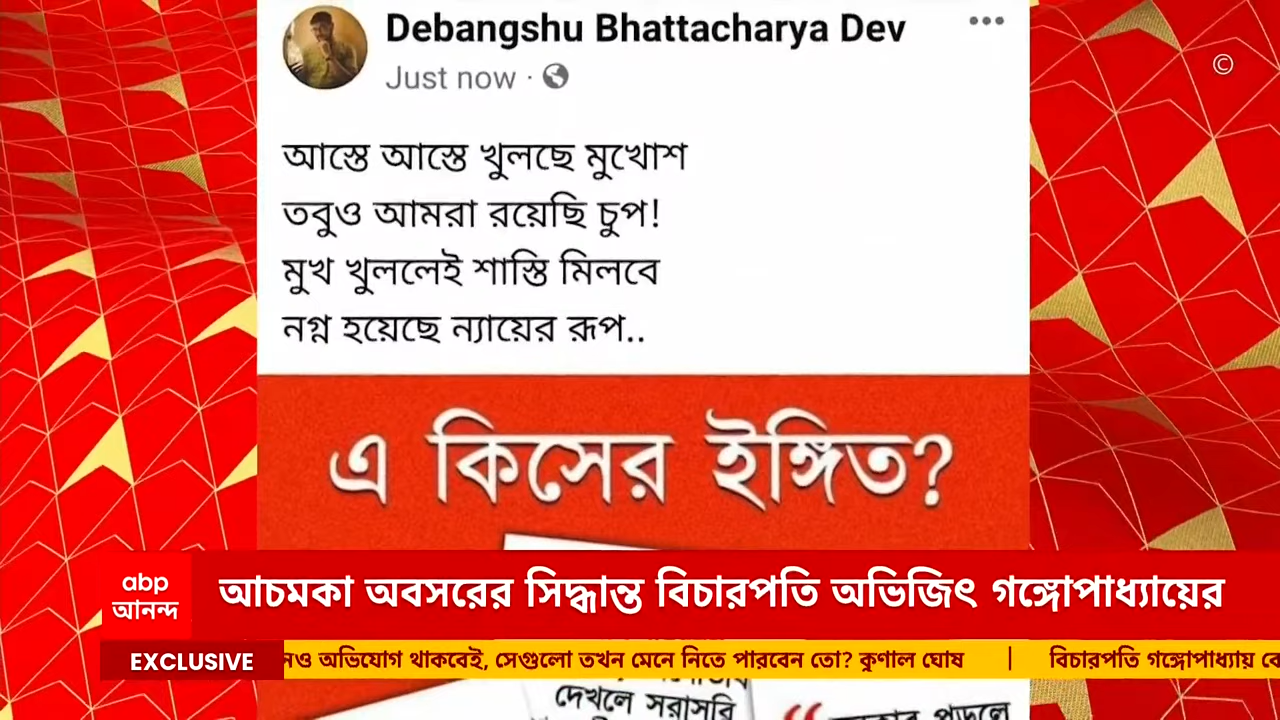 Debangshu Bhattacharya Dev
Just now ·
©
আস্তে আস্তে খুলছে মুখোশ
তবুও আমরা রয়েছি চুপ!
মুখ খুললেই শাস্তি মিলবে
নগ্ন হয়েছে ন্যায়ের রূপ..
এ কিসের ইঙ্গিত?
abp
আনন্দ
আচমকা অবসরের সিদ্ধান্ত বিচারপতি অভিজিৎ গঙ্গোপাধ্যায়ের
EXCLUSIVE
অভিযোগ থাকবেই, সেগুলো তখন মেনে নিতে পারবেন তো? কুণাল ঘোষ | বিচারপতি গঙ্গোপাধ্যায়
দেখলে সরাসরি